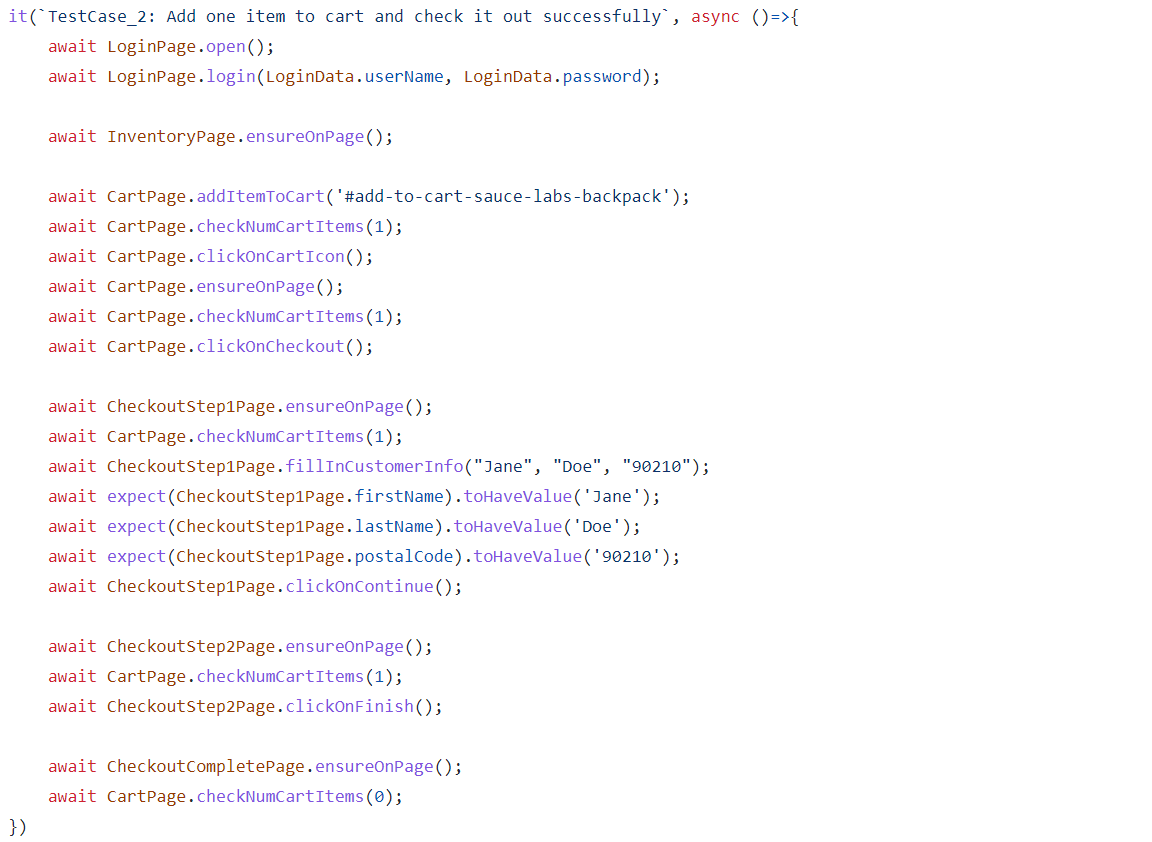 it(`TestCase_2: Add one item to cart and check it out successfully`, async ()=>{
    await LoginPage.open();
    await LoginPage.login(LoginData.userName, LoginData.password);

    await InventoryPage.ensureOnPage();

    await CartPage.addItemToCart('#add-to-cart-sauce-labs-backpack');
    await CartPage.checkNumCartItems(1);
    await CartPage.clickOnCartIcon();
    await CartPage.ensureOnPage();
    await CartPage.checkNumCartItems(1);
    await CartPage.clickOnCheckout();

    await CheckoutStep1Page.ensureOnPage();
    await CartPage.checkNumCartItems(1);
    await CheckoutStep1Page.fillInCustomerInfo("Jane", "Doe", "90210");
    await expect(CheckoutStep1Page.firstName).toHaveValue('Jane');
    await expect(CheckoutStep1Page.lastName).toHaveValue('Doe');
    await expect(CheckoutStep1Page.postalCode).toHaveValue('90210');
    await CheckoutStep1Page.clickOnContinue();

    await CheckoutStep2Page.ensureOnPage();
    await CartPage.checkNumCartItems(1);
    await CheckoutStep2Page.clickOnFinish();

    await CheckoutCompletePage.ensureOnPage();
    await CartPage.checkNumCartItems(0);
})